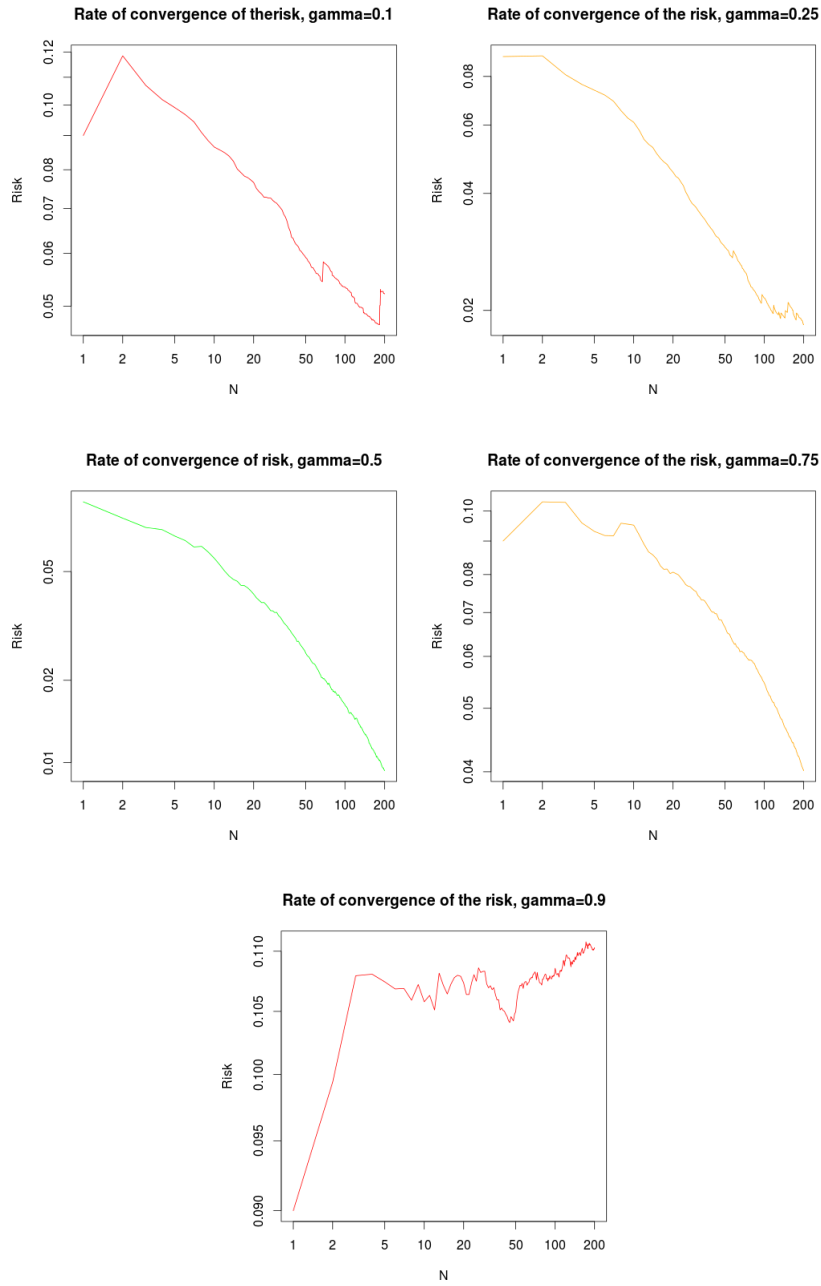 Rate of convergence of therisk, gamma=0.1
Risk
0.12
0.10
0.08
0.07
0.06
0.05
1 2 5 10 20 50 100 200
N
Rate of convergence of the risk, gamma=0.25
Risk
0.08
0.06
0.04
0.02
1 2 5 10 20 50 100 200
N
Rate of convergence of risk, gamma=0.5
Risk
0.05
0.02
0.01
1 2 5 10 20 50 100 200
N
Rate of convergence of the risk, gamma=0.75
Risk
0.10
0.08
0.07
0.06
0.05
0.04
1 2 5 10 20 50 100 200
N
Rate of convergence of the risk, gamma=0.9
Risk
0.110
0.105
0.100
0.095
0.090
1 2 5 10 20 50 100 200
N